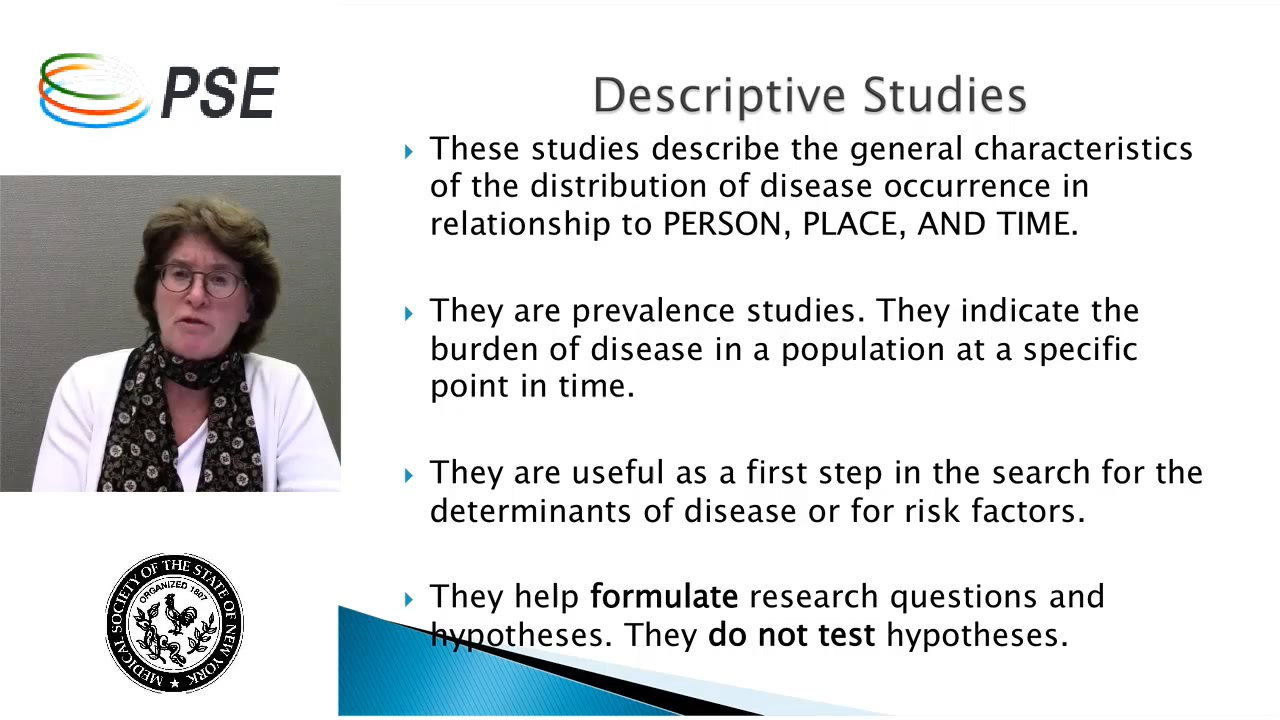 PSE
Descriptive Studies
These studies describe the general characteristics
of the distribution of disease occurrence in
relationship to PERSON, PLACE, AND TIME.
They are prevalence studies. They indicate the
burden of disease in a population at a specific
point in time.
They are useful as a first step in the search for the
determinants of disease or for risk factors.
They help formulate research questions and
hypotheses. They do not test hypotheses.
MEDICAL SOCIETY OF THE STATE OF NEW YORK
ORGANIZED 1807